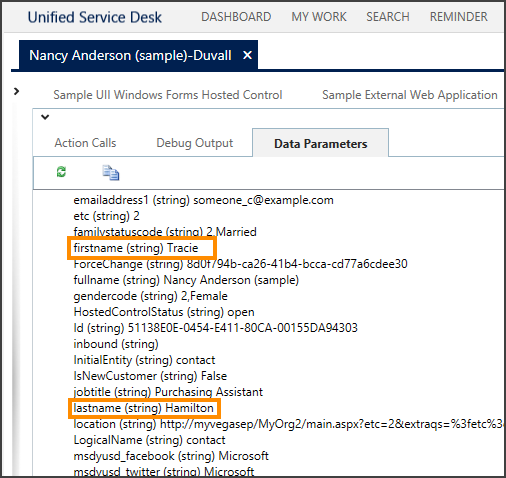 Unified Service Desk DASHBOARD MY WORK SEARCH REMINDER
Nancy Anderson (sample)-Duvall ×
Sample UII Windows Forms Hosted Control Sample External Web Application
Action Calls Debug Output Data Parameters
emailaddress1 (string) someone_c@example.com
etc (string) 2
familystatuscode (string) 2,Married
firstname (string) Tracie
ForceChange (string) 8d0f794b-ca26-41b4-bcca-cd77a6cdee30
fullname (string) Nancy Anderson (sample)
gendercode (string) 2,Female
HostedControlStatus (string) open
Id (string) 51138E0E-0454-E411-80CA-00155DA94303
inbound (string)
InitialEntity (string) contact
IsNewCustomer (string) False
jobtitle (string) Purchasing Assistant
lastname (string) Hamilton
location (string) http://myvegasep/MyOrg2/main.aspx?etc=2&extraqs=%3fetc%
LogicalName (string) contact
msdyusd_facebook (string) Microsoft
msdyusd_twitter (string) Microsoft